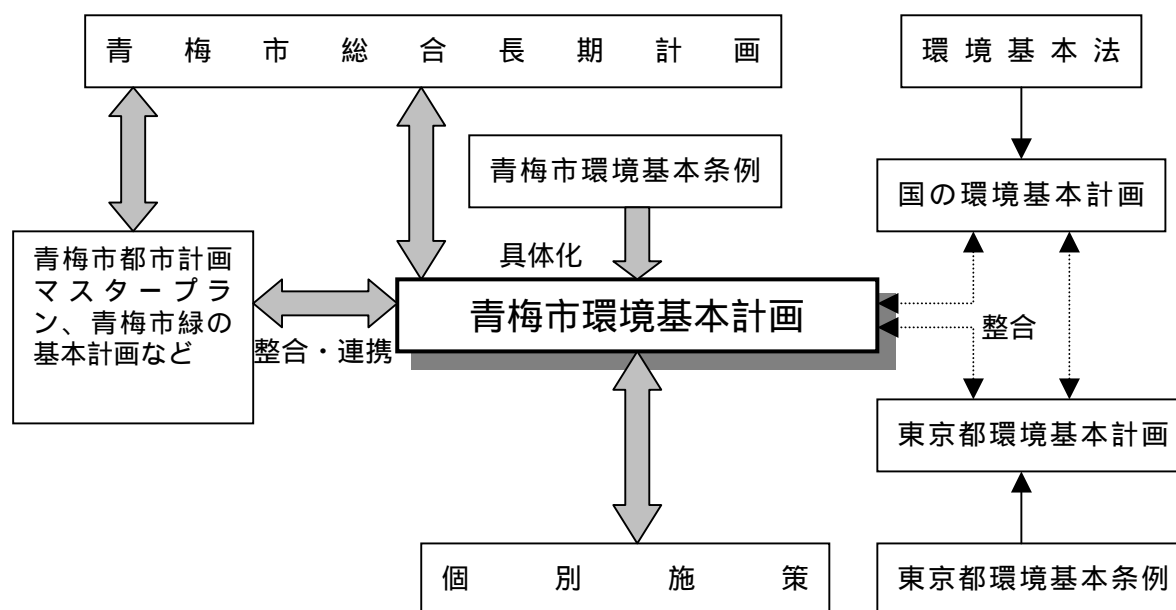 青梅市総合長期計画
環境基本法
青梅市環境基本条例
国の環境基本計画
青梅市都市計画
マスタープラ
ン、青梅市緑の
基本計画など
具体化
青梅市環境基本計画
整合・連携
整合
東京都環境基本計画
個別施策
東京都環境基本条例